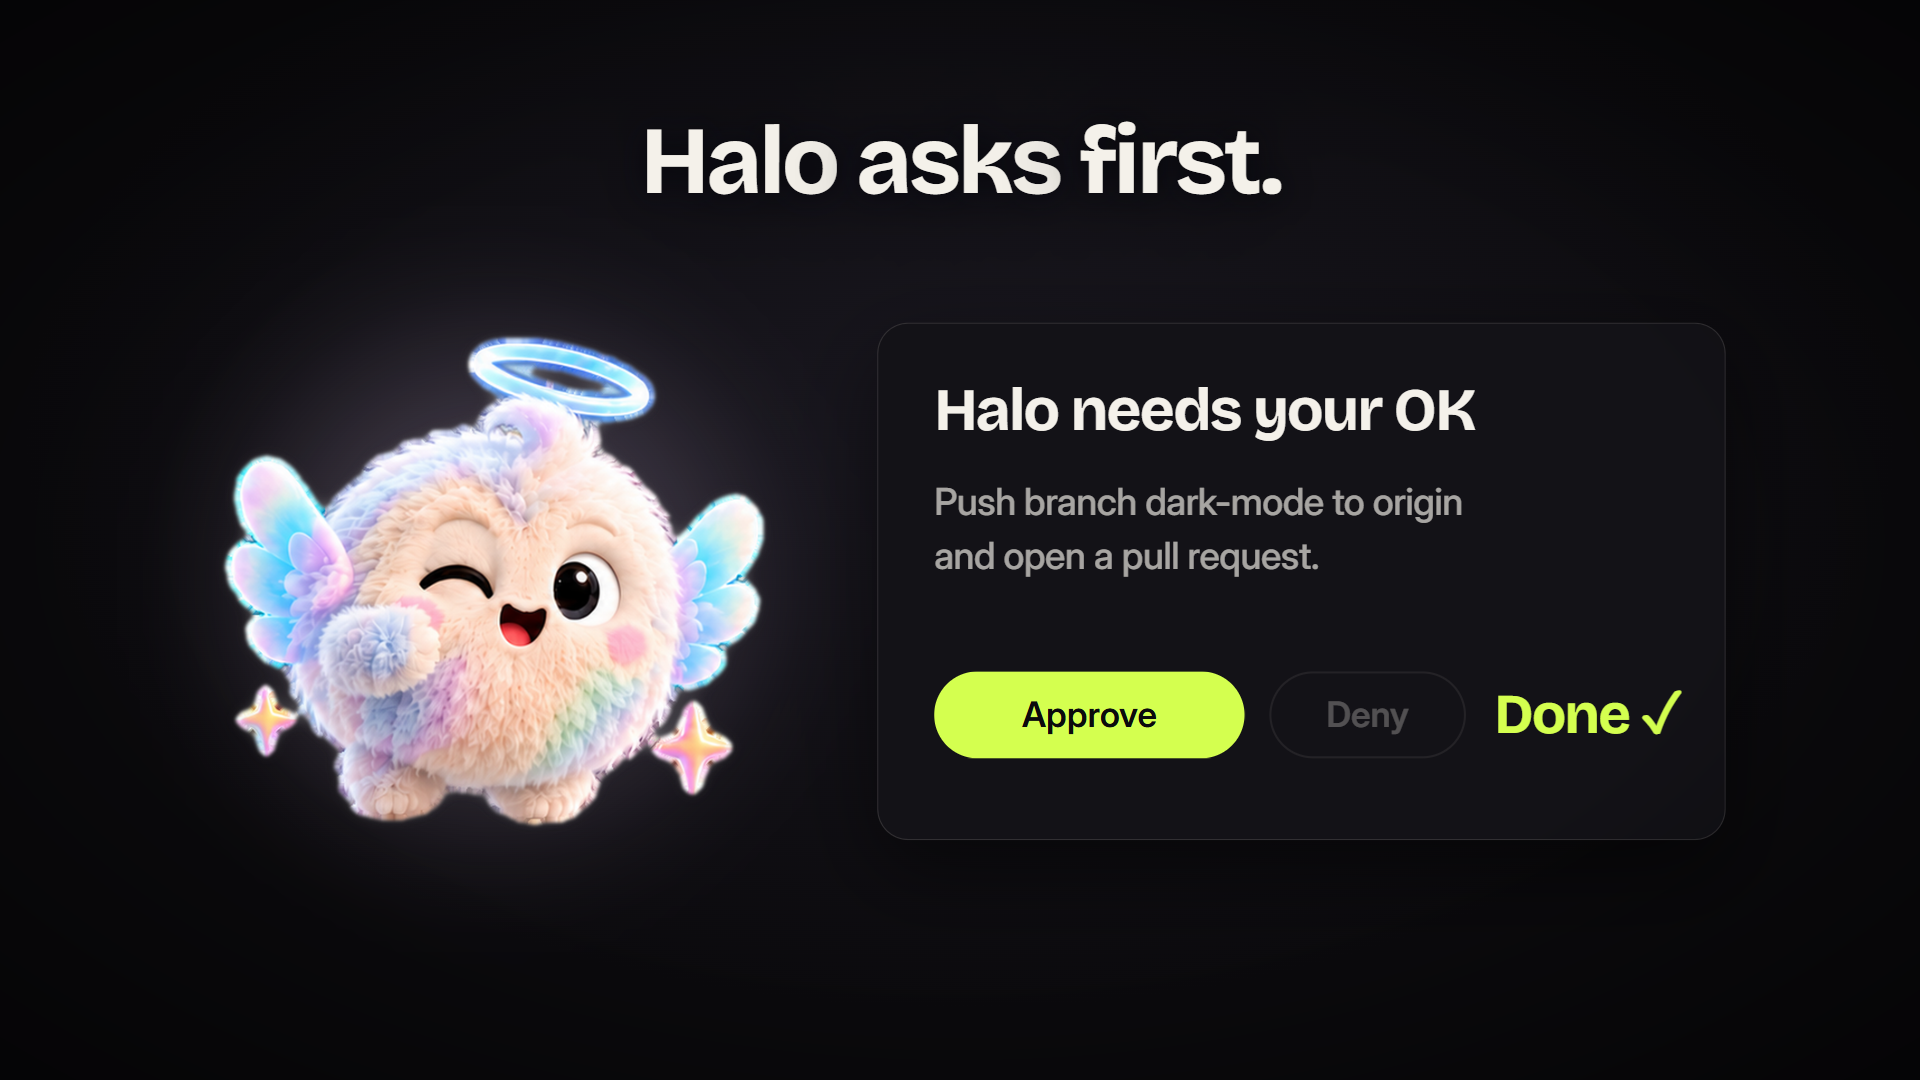 Halo asks first.
Halo needs your OK
Push branch dark-mode to origin
and open a pull request.
Approve
Deny
Done ✓